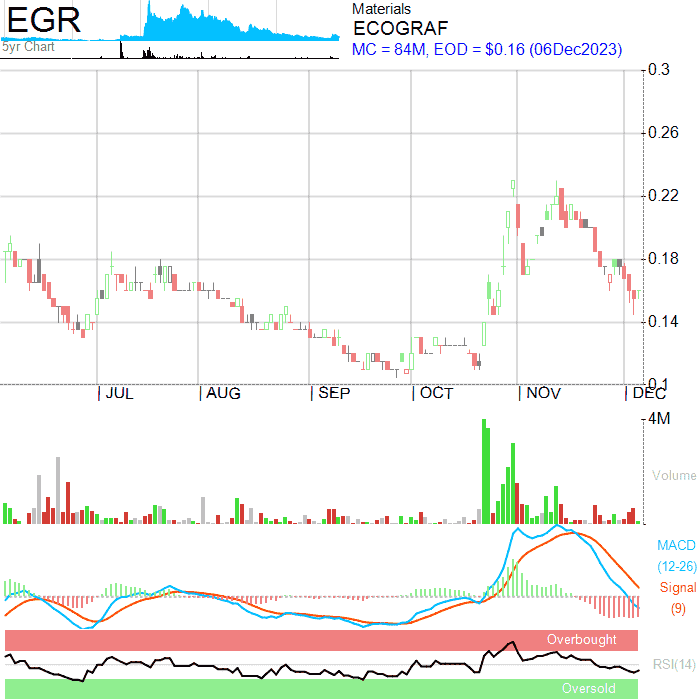 EGR
5yr Chart
Materials
ECOGRAF
MC = 84M, EOD = $0.16 (06Dec2023)
0.3
0.26
0.22
0.18
0.14
0.1
JUL AUG SEP OCT NOV DEC
4M
Volume
MACD
(12-26)
Signal
(9)
Overbought
RSI(14)
Oversold